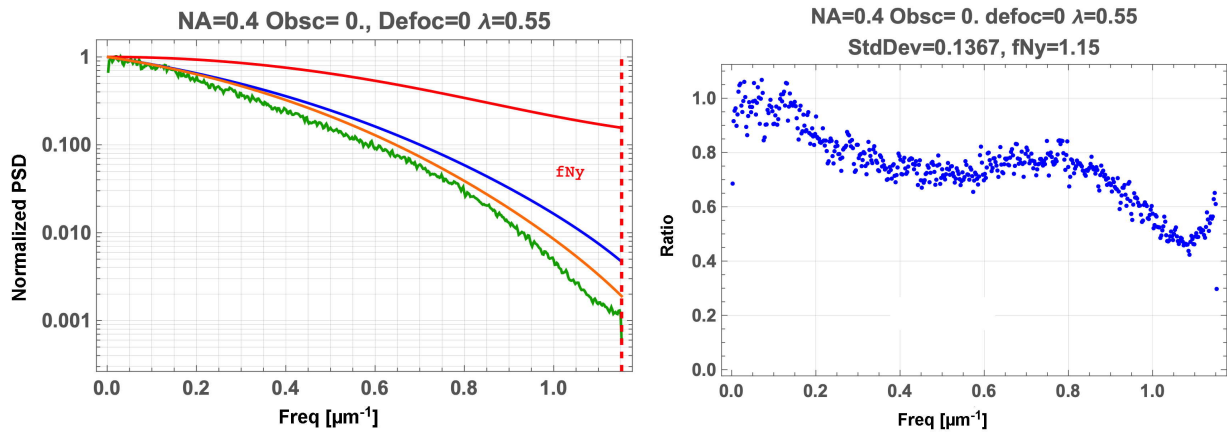 NA=0.4 Obsc= 0., Defoc=0 λ=0.55
Normalized PSD
1
0.100
0.010
0.001
fNy
0.0 0.2 0.4 0.6 0.8 1.0
Freq [µm⁻¹]
NA=0.4 Obsc= 0. defoc=0 λ=0.55
StdDev=0.1367, fNy=1.15
Ratio
1.0
0.8
0.6
0.4
0.2
0.0
0.0 0.2 0.4 0.6 0.8 1.0
Freq [µm⁻¹]